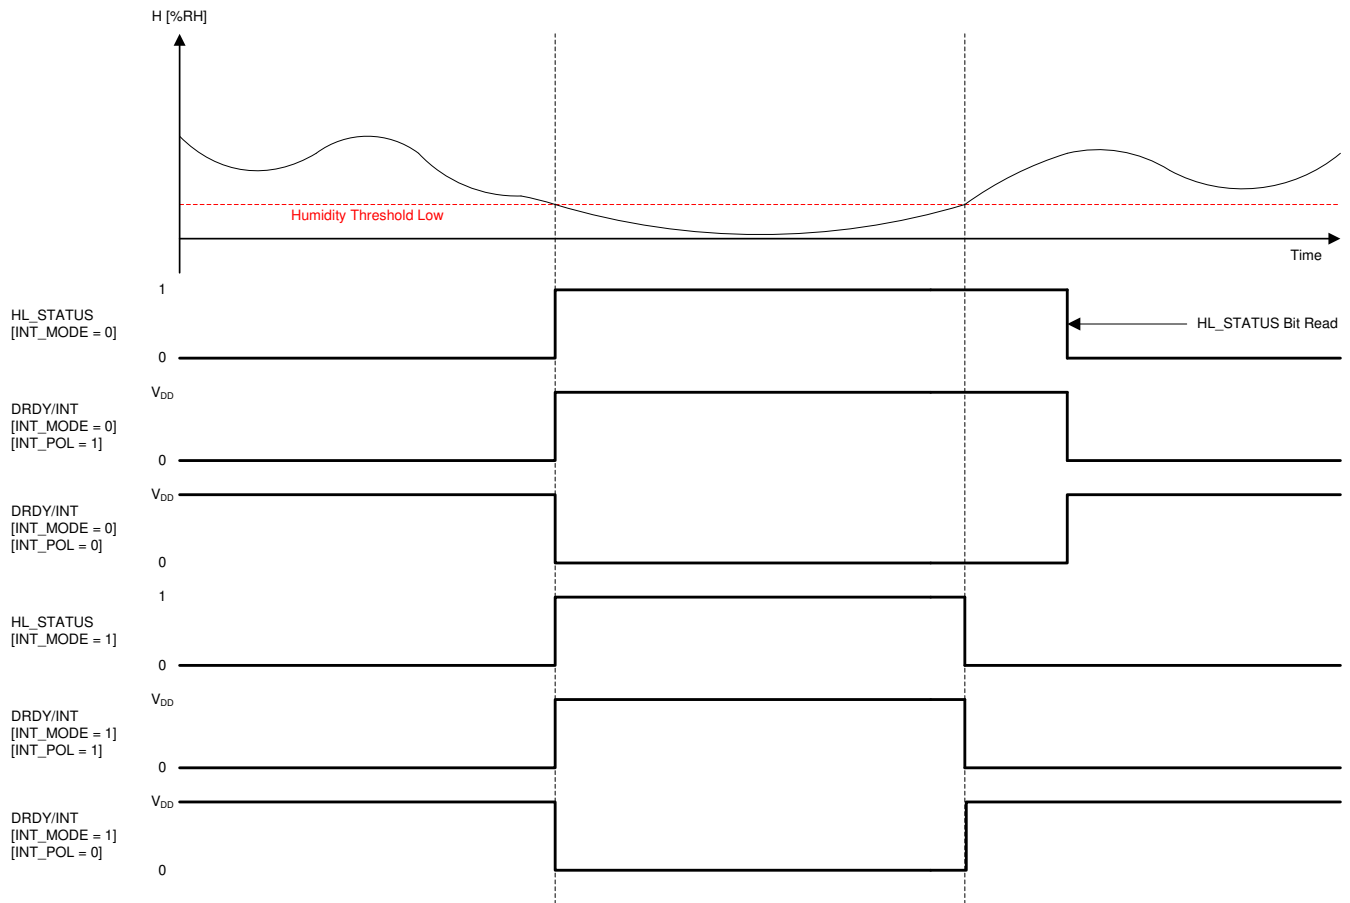 H [%RH]
Humidity Threshold Low
Time
1
HL_STATUS
[INT_MODE = 0]
HL_STATUS Bit Read
0
VDD
DRDY/INT
[INT_MODE = 0]
[INT_POL = 1]
0
VDD
DRDY/INT
[INT_MODE = 0]
[INT_POL = 0]
0
1
HL_STATUS
[INT_MODE = 1]
0
VDD
DRDY/INT
[INT_MODE = 1]
[INT_POL = 1]
0
VDD
DRDY/INT
[INT_MODE = 1]
[INT_POL = 0]
0